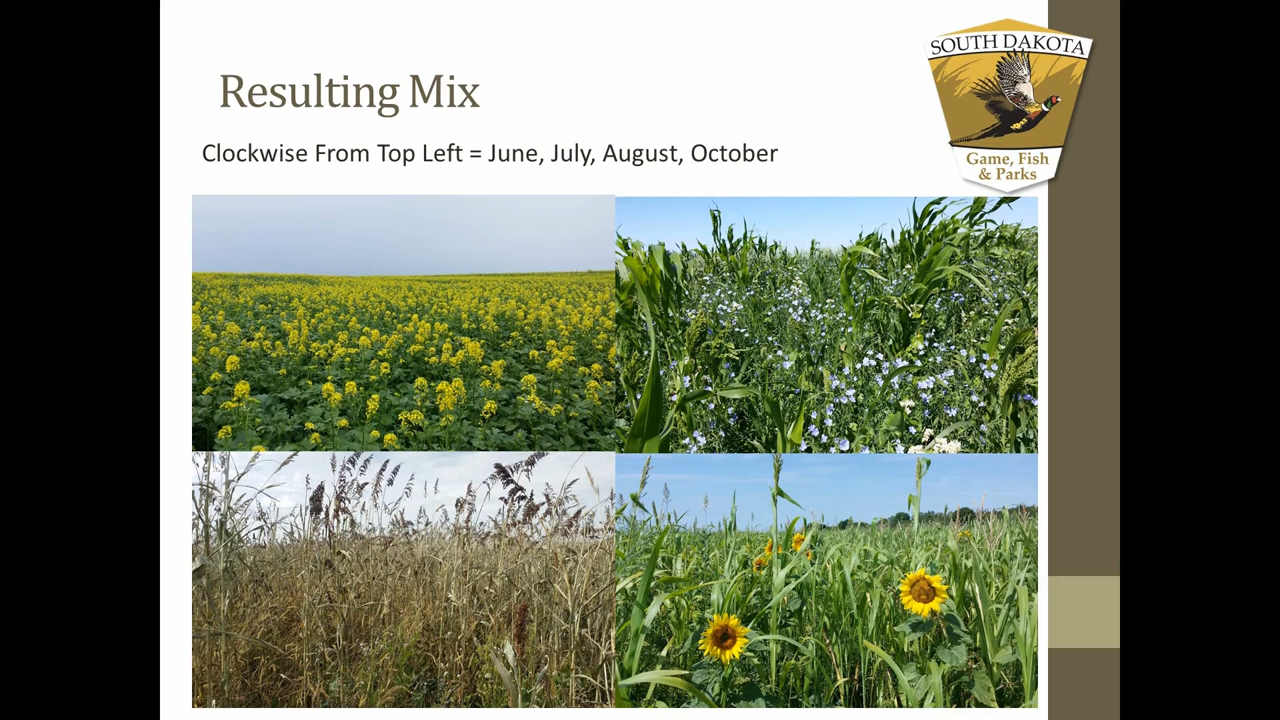 Resulting Mix
Clockwise From Top Left = June, July, August, October
SOUTH DAKOTA
Game, Fish
& Parks